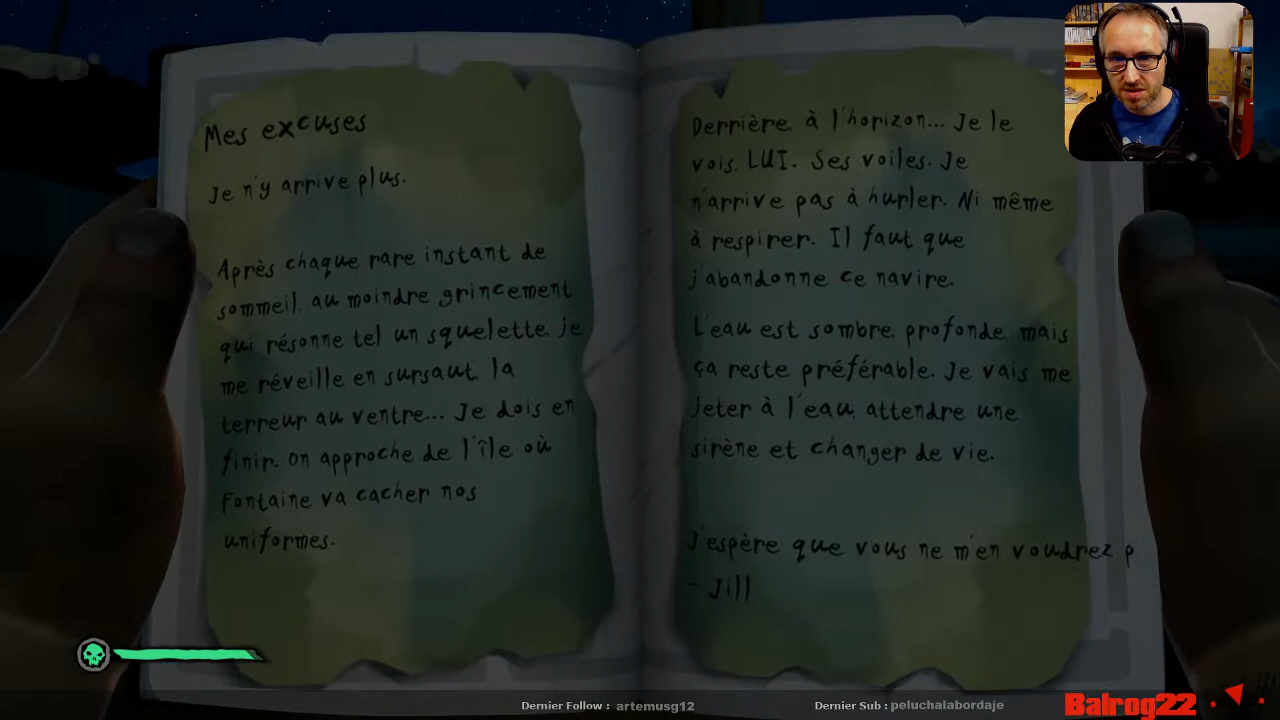 Mes excuses
Je n'y arrive plus.
Après chaque rare instant de
sommeil, au moindre grincement
qui résonne tel un squelette, je
me réveille en sursaut, la
terreur au ventre... Je dois en
finir. On approche de l'île où
Fontaine va cacher nos
uniformes.
Derrière, à l'horizon... Je le
vois. LUI. Ses voiles. Je
n'arrive pas à hurler. Ni même
à respirer. Il faut que
j'abandonne ce navire.
L'eau est sombre, profonde, mais
ça reste préférable. Je vais me
jeter à l'eau, attendre une
sirène et changer de vie.
J'espère que vous ne m'en voudrez p
- Jill
Dernier Follow : artemusg12
Dernier Sub : peluchalabordaje
Balrog22